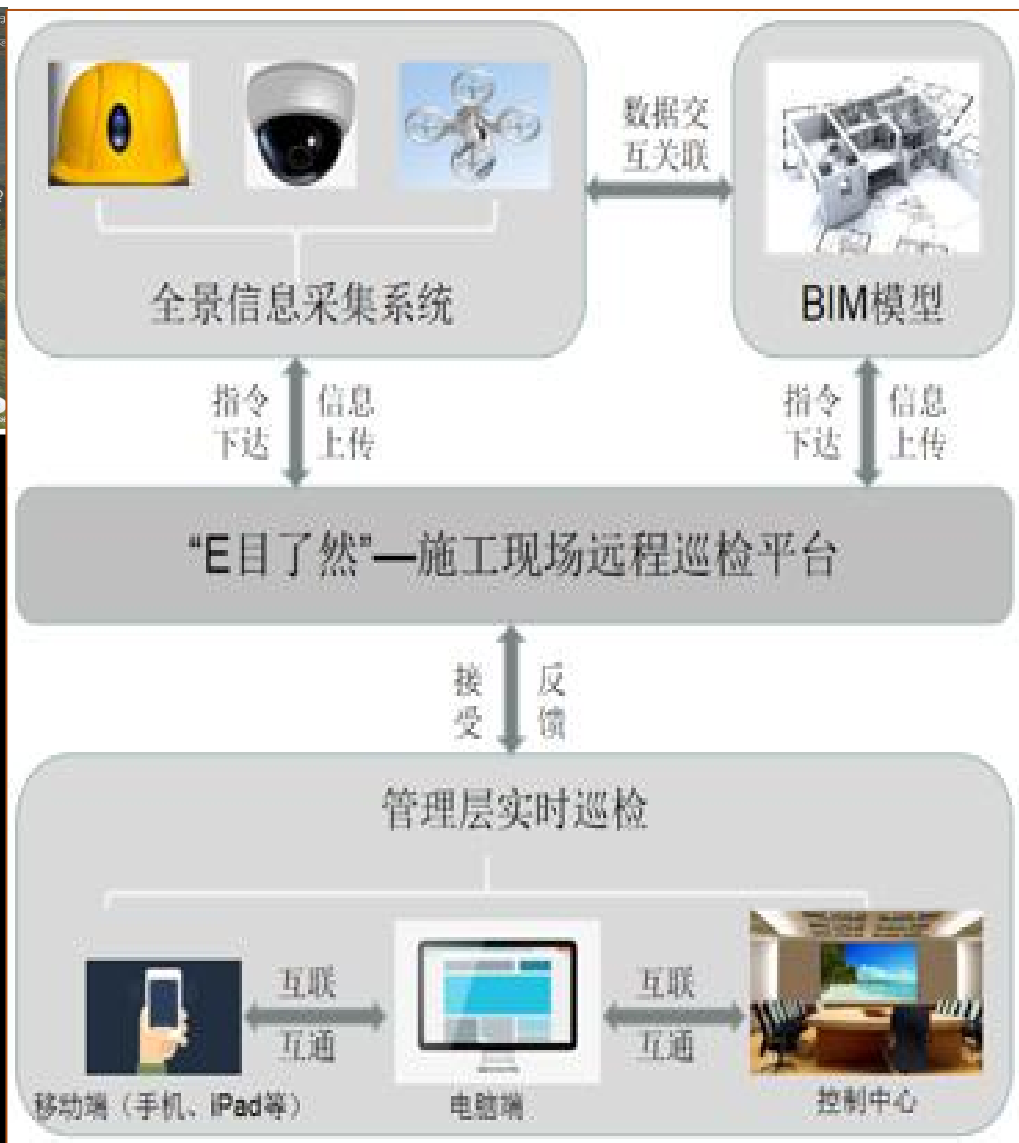 数据交
互关联
全景信息采集系统
BIM模型
指令
下达
信息
上传
指令
下达
信息
上传
“E目了然”—施工现场远程巡检平台
接受
反馈
管理层实时巡检
互联
互通
互联
互通
移动端（手机、iPad等）
电脑端
控制中心